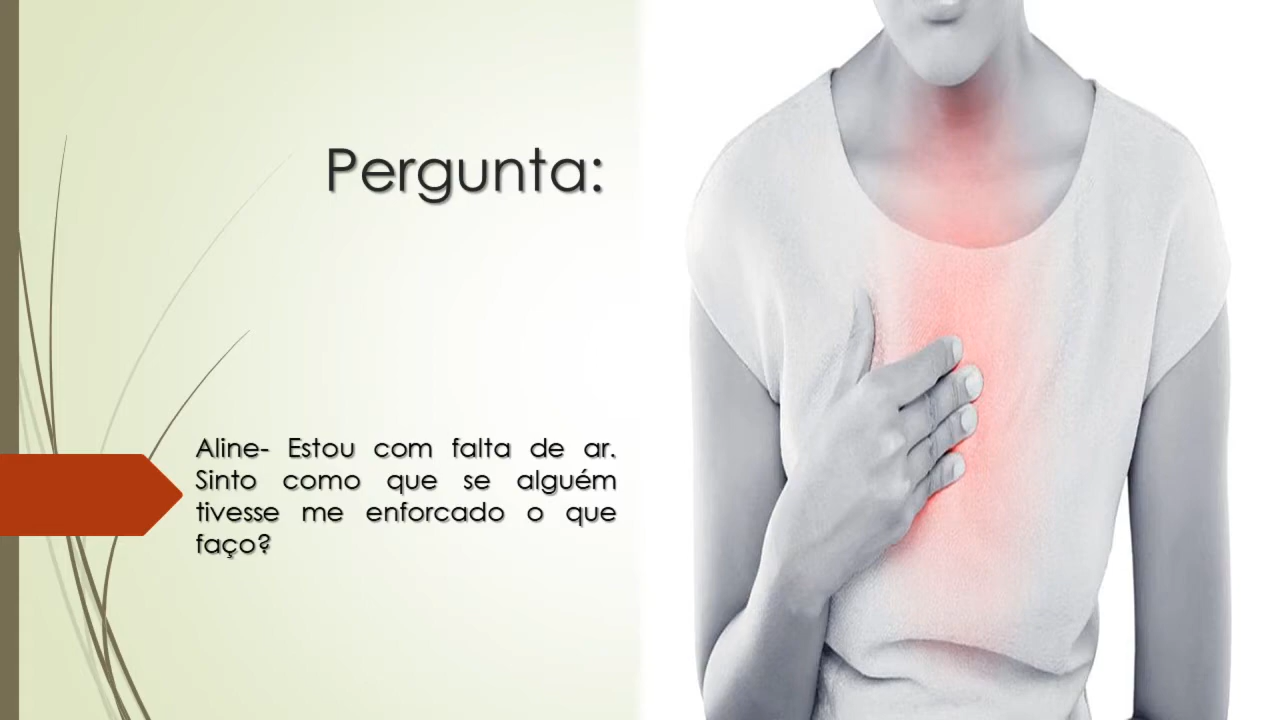 Pergunta:
Aline- Estou com falta de ar.
Sinto como que se alguém
tivesse me enforcado o que
faço?